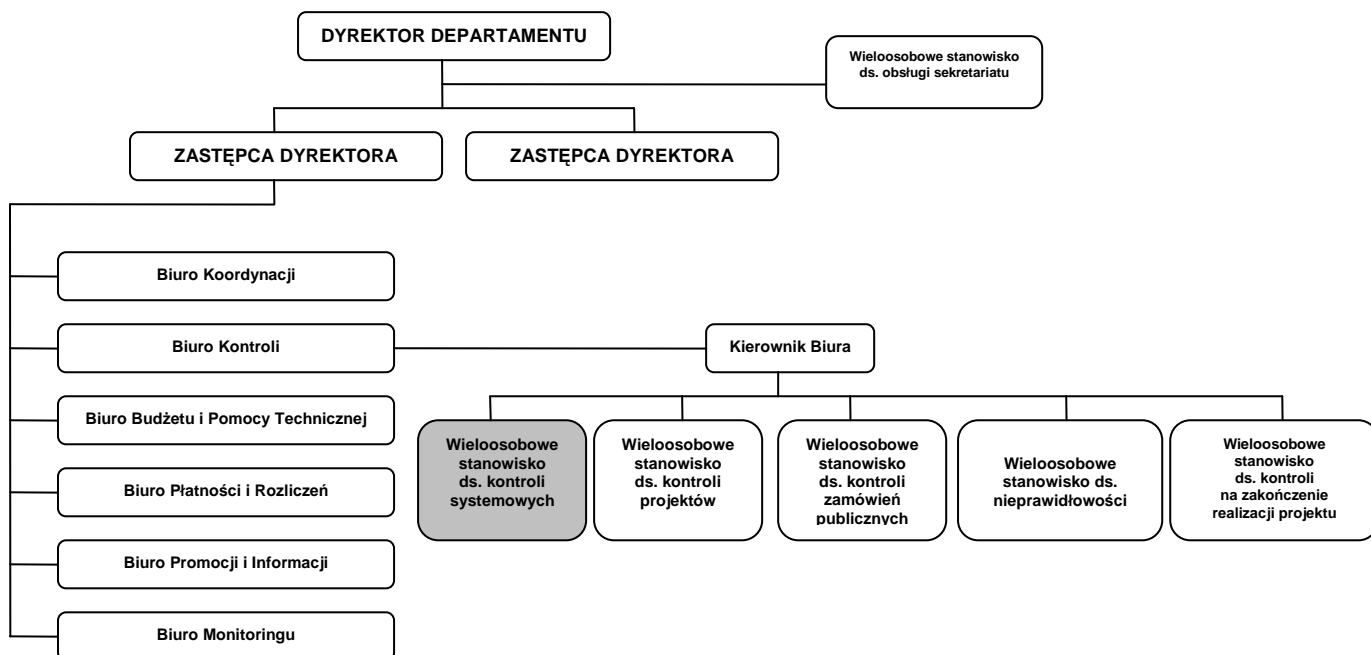 DYREKTOR DEPARTAMENTU
Wieloosobowe stanowisko
ds. obsługi sekretariatu
ZASTĘPCA DYREKTORA
ZASTĘPCA DYREKTORA
Biuro Koordynacji
Biuro Kontroli
Kierownik Biura
Biuro Budżetu i Pomocy Technicznej
Biuro Płatności i Rozliczeń
Biuro Promocji i Informacji
Biuro Monitoringu
Wieloosobowe
stanowisko
ds. kontroli
systemowych
Wieloosobowe
stanowisko
ds. kontroli
projektów
Wieloosobowe
stanowisko
ds. kontroli
zamówień
publicznych
Wieloosobowe
stanowisko ds.
nieprawidłowości
Wieloosobowe
stanowisko
ds. kontroli
na zakończenie
realizacji projektu